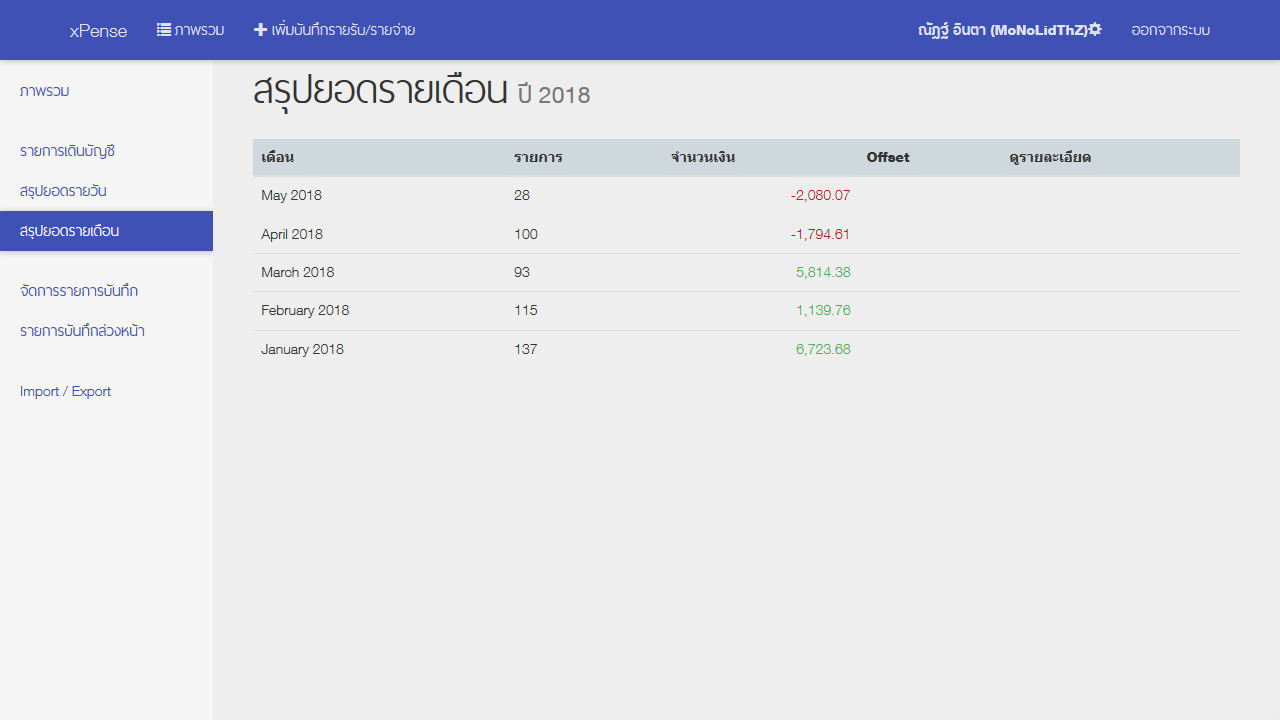 xPense ภาพรวม เพิ่มบันทึกรายรับ/รายจ่าย ณัฏฐ์ อินตา (MoNoLidThZ) ออกจากระบบ
ภาพรวม
รายการเดินบัญชี
สรุปยอดรายวัน
สรุปยอดรายเดือน
จัดการรายการบันทึก
รายการบันทึกล่วงหน้า
Import / Export
สรุปยอดรายเดือน ปี 2018
เดือน รายการ จำนวนเงิน Offset ดูรายละเอียด
May 2018 28 -2,080.07
April 2018 100 -1,794.61
March 2018 93 5,814.38
February 2018 115 1,139.76
January 2018 137 6,723.68